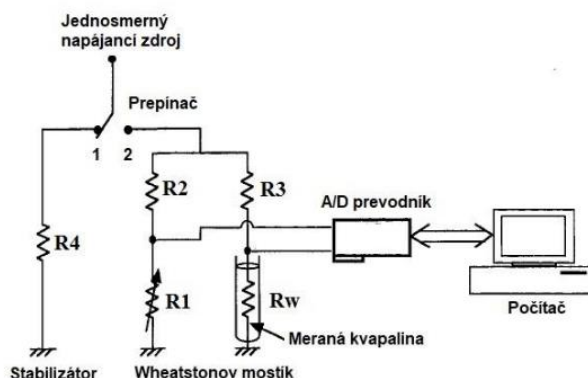 Jednosmerný
napájancí zdroj
Prepínač
1 2
R2
R3
A/D prevodník
R4
R1
Rw
Počítač
Meraná kvapalina
Stabilizátor
Wheatstonov mostík